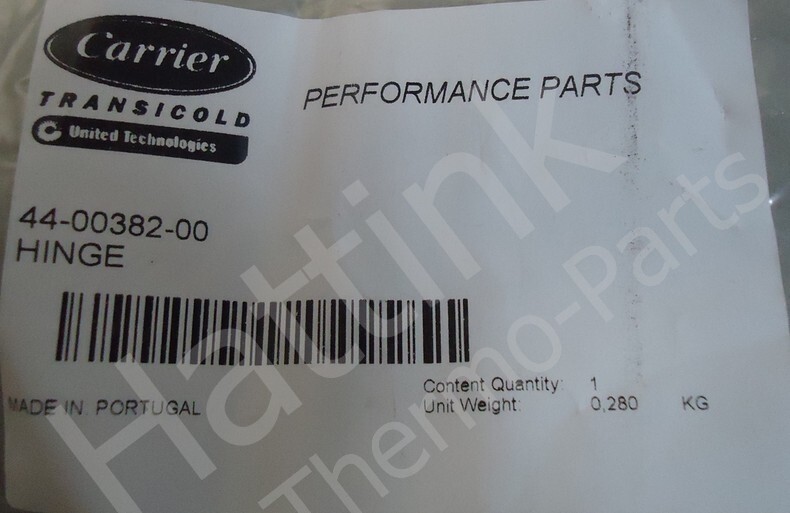 Carrier
TRANSICOLD
United Technologies
PERFORMANCE PARTS
44-00382-00
HINGE
MADE IN. PORTUGAL
Content Quantity: 1
Unit Weight: 0,280 KG
Hattink
Thermo-Parts